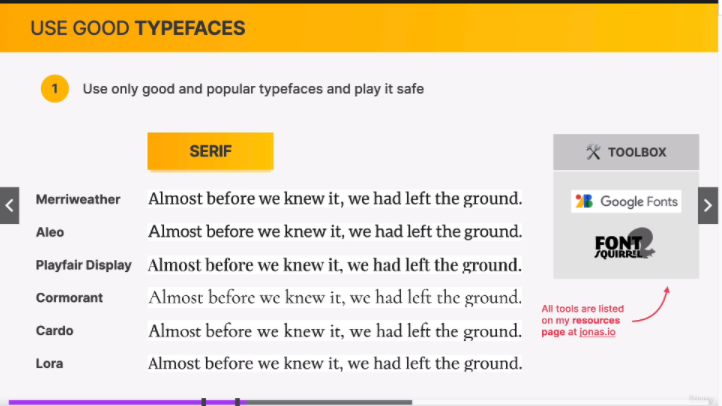 USE GOOD TYPEFACES
1 Use only good and popular typefaces and play it safe
SERIF
Merriweather Almost before we knew it, we had left the ground.
Aleo Almost before we knew it, we had left the ground.
Playfair Display Almost before we knew it, we had left the ground.
Cormorant Almost before we knew it, we had left the ground.
Cardo Almost before we knew it, we had left the ground.
Lora Almost before we knew it, we had left the ground.
TOOLBOX
Google Fonts
FONT
SQUIRREL
All tools are listed
on my resources
page at jonas.io